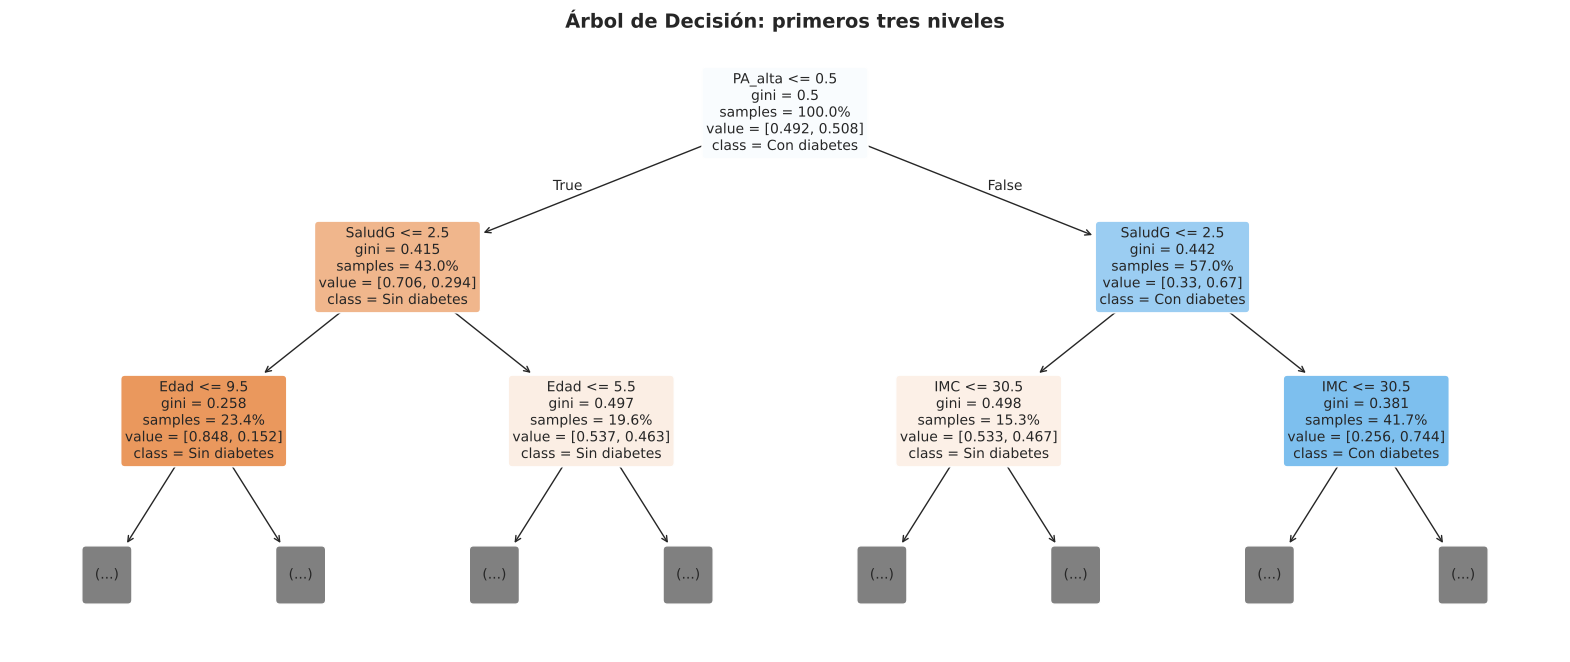 Árbol de Decisión: primeros tres niveles
PA_alta <= 0.5
gini = 0.5
samples = 100.0%
value = [0.492, 0.508]
class = Con diabetes
True
False
SaludG <= 2.5
gini = 0.415
samples = 43.0%
value = [0.706, 0.294]
class = Sin diabetes
SaludG <= 2.5
gini = 0.442
samples = 57.0%
value = [0.33, 0.67]
class = Con diabetes
Edad <= 9.5
gini = 0.258
samples = 23.4%
value = [0.848, 0.152]
class = Sin diabetes
Edad <= 5.5
gini = 0.497
samples = 19.6%
value = [0.537, 0.463]
class = Sin diabetes
IMC <= 30.5
gini = 0.498
samples = 15.3%
value = [0.533, 0.467]
class = Sin diabetes
IMC <= 30.5
gini = 0.381
samples = 41.7%
value = [0.256, 0.744]
class = Con diabetes
(...)
(...)
(...)
(...)
(...)
(...)
(...)
(...)